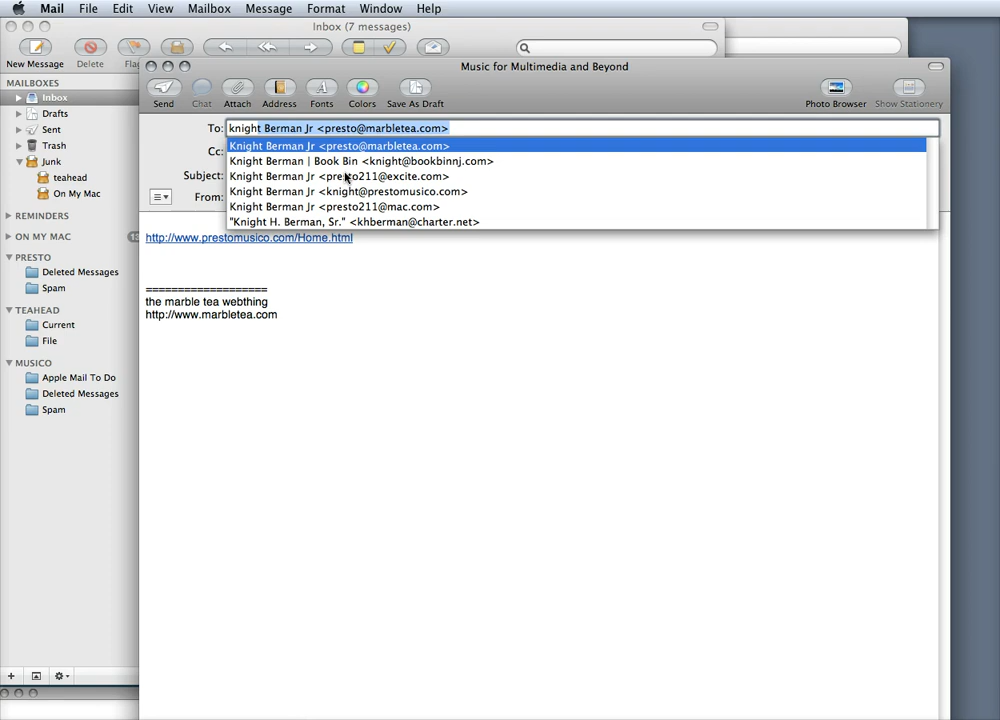 Mail File Edit View Mailbox Message Format Window Help
Inbox (7 messages)
New Message Delete
MAILBOXES
Inbox
Drafts
Sent
Trash
Junk
teahead
On My Mac
REMINDERS
ON MY MAC
PRESTO
Deleted Messages
Spam
TEAHEAD
Current
File
MUSICO
Apple Mail To Do
Deleted Messages
Spam
Music for Multimedia and Beyond
Send Chat Attach Address Fonts Colors Save As Draft Photo Browser Show Stationery
To: knight Berman Jr <presto@marbletea.com>
Knight Berman Jr <presto@marbletea.com>
Cc:
Knight Berman | Book Bin <knight@bookbinnj.com>
Subject:
Knight Berman Jr <presto211@excite.com>
From:
Knight Berman Jr <knight@prestomusico.com>
Knight Berman Jr <presto211@mac.com>
"Knight H. Berman, Sr." <khberman@charter.net>
http://www.prestomusico.com/Home.html
===================
the marble tea webthing
http://www.marbletea.com